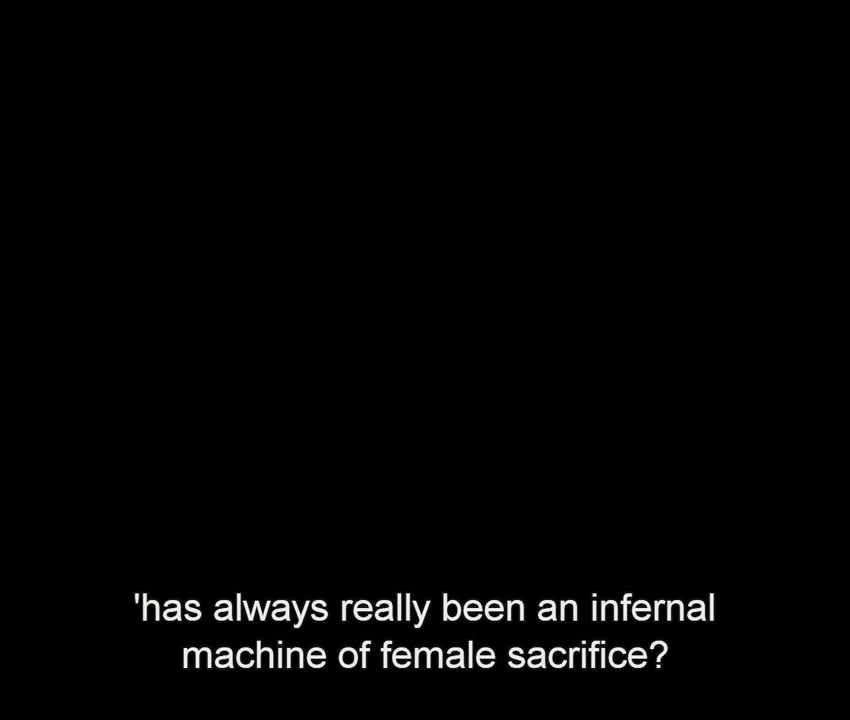 'has always really been an infernal
machine of female sacrifice?